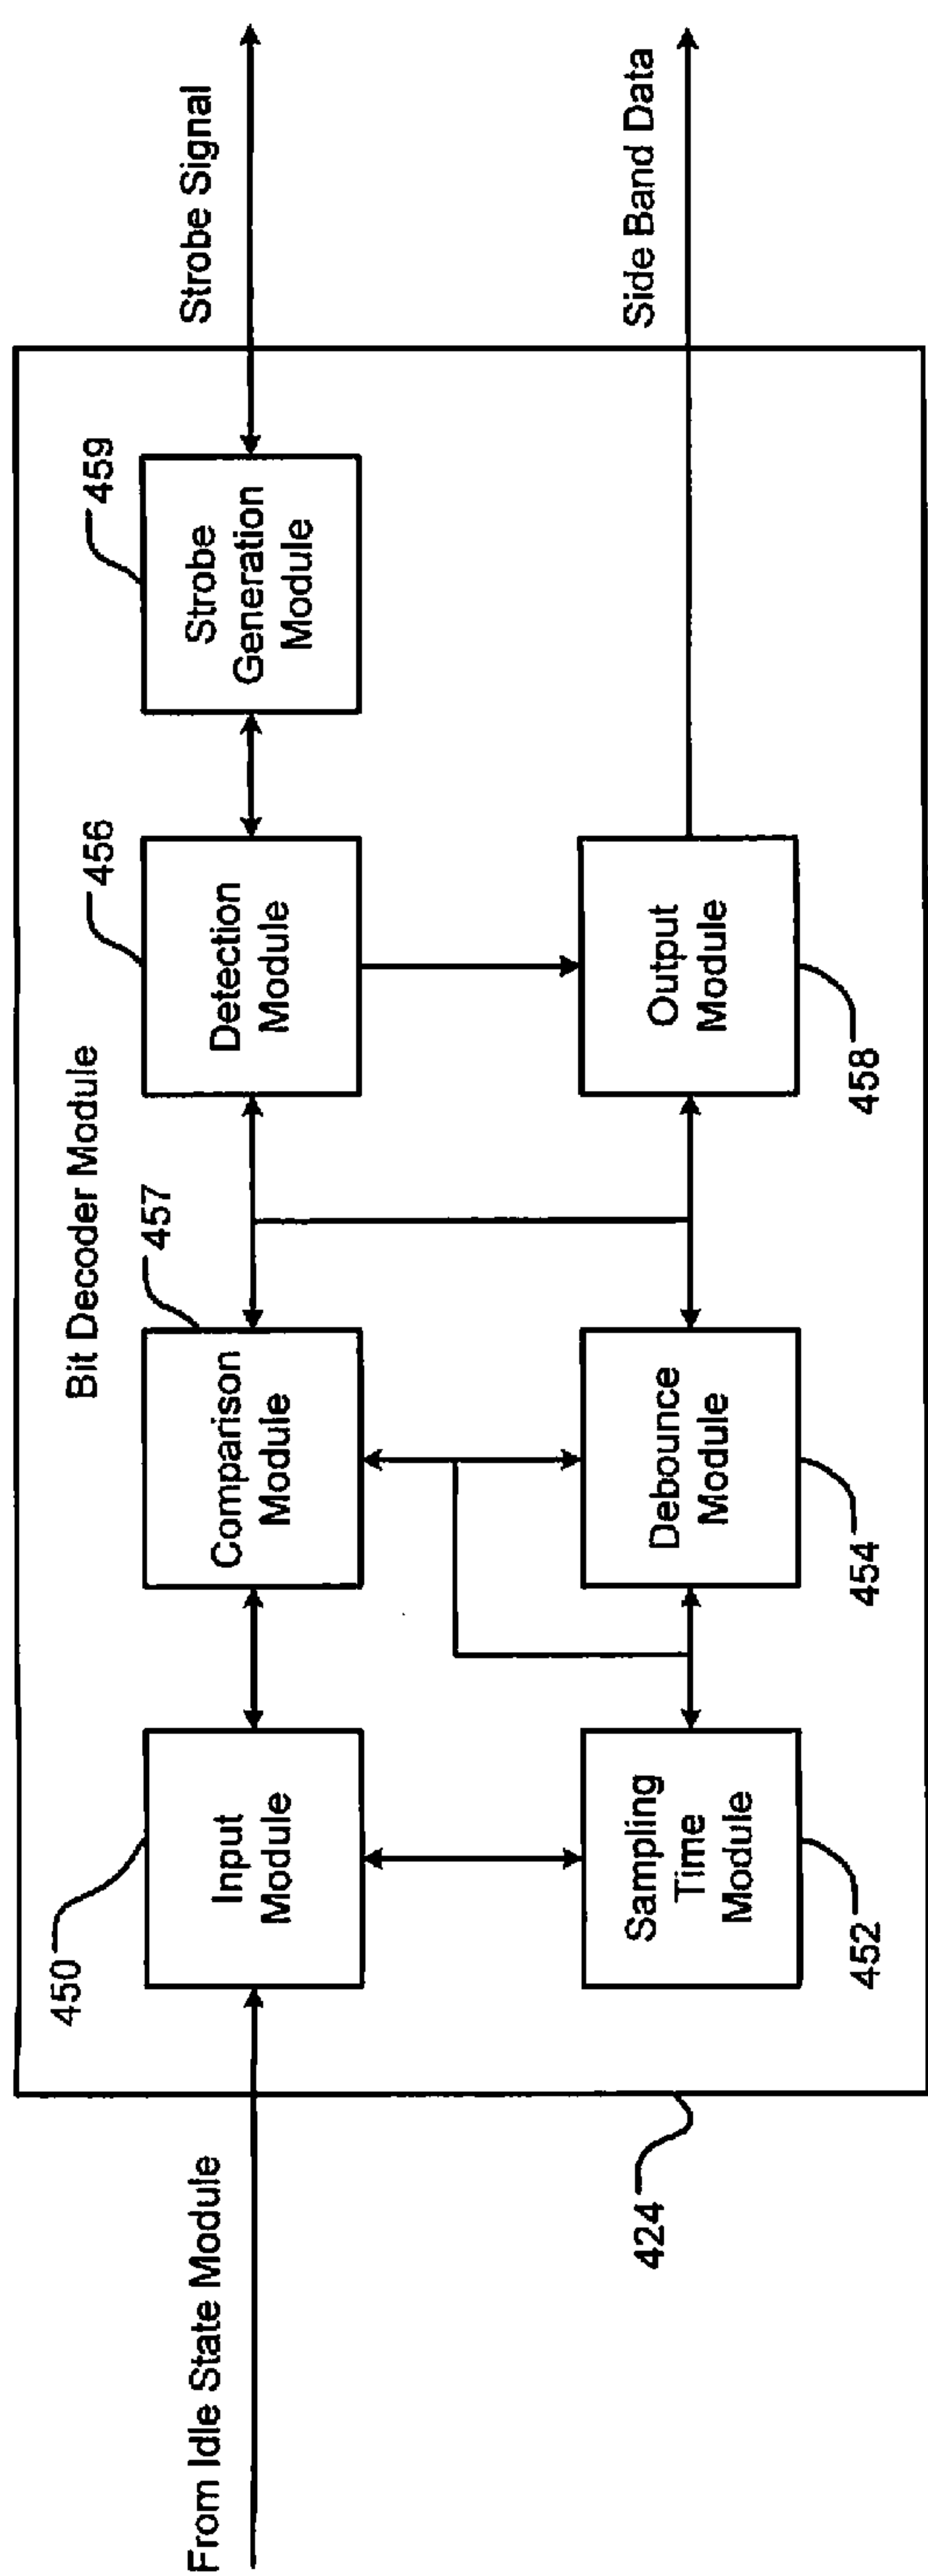 Bit Decoder Module
From Idle State Module
450
Input
Module
457
Comparison
Module
456
Detection
Module
459
Strobe
Generation
Module
Strobe Signal
Sampling
Time
Module
452
Debounce
Module
454
Output
Module
458
Side Band Data
424